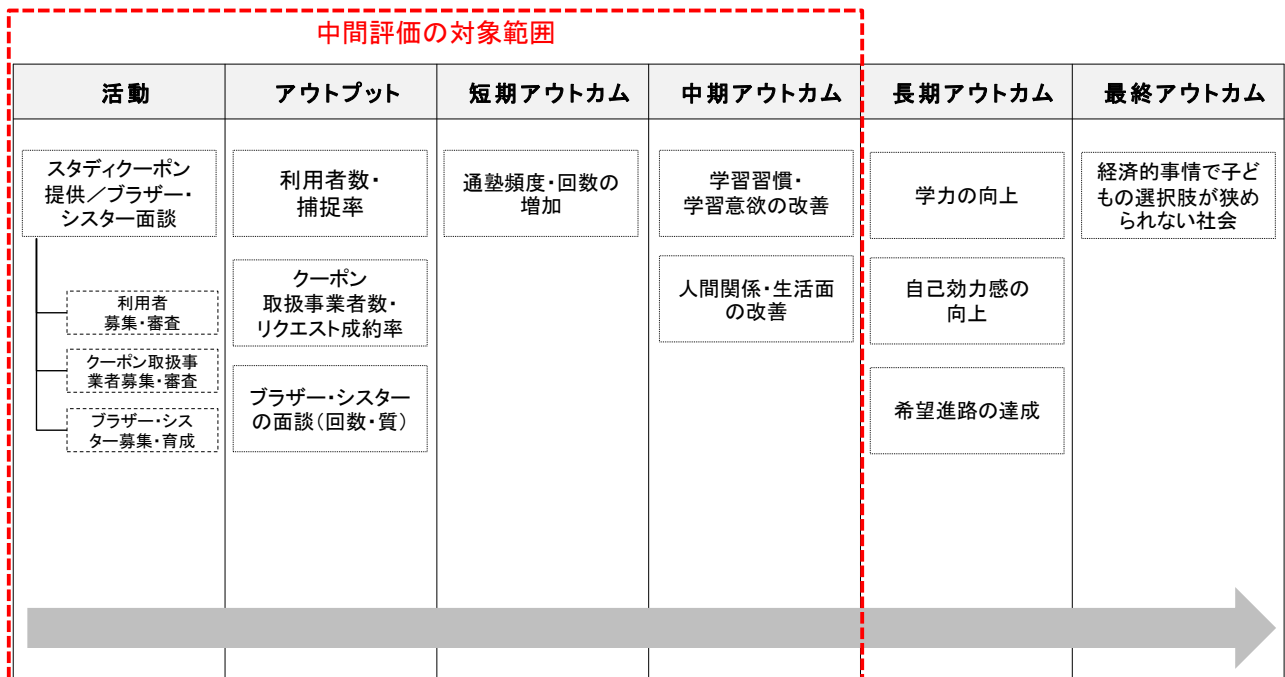 中間評価の対象範囲
活動
アウトプット
短期アウトカム
中期アウトカム
長期アウトカム
最終アウトカム
スタディクーポン
提供／ブラザー・
シスター面談
利用者
募集・審査
クーポン取扱事
業者募集・審査
ブラザー・シス
ター募集・育成
利用者数・
捕捉率
クーポン
取扱事業者数・
リクエスト成約率
ブラザー・シスター
の面談（回数・質）
通塾頻度・回数の
増加
学習習慣・
学習意欲の改善
人間関係・生活面
の改善
学力の向上
自己効力感の
向上
希望進路の達成
経済的事情で子ど
もの選択肢が狭め
られない社会